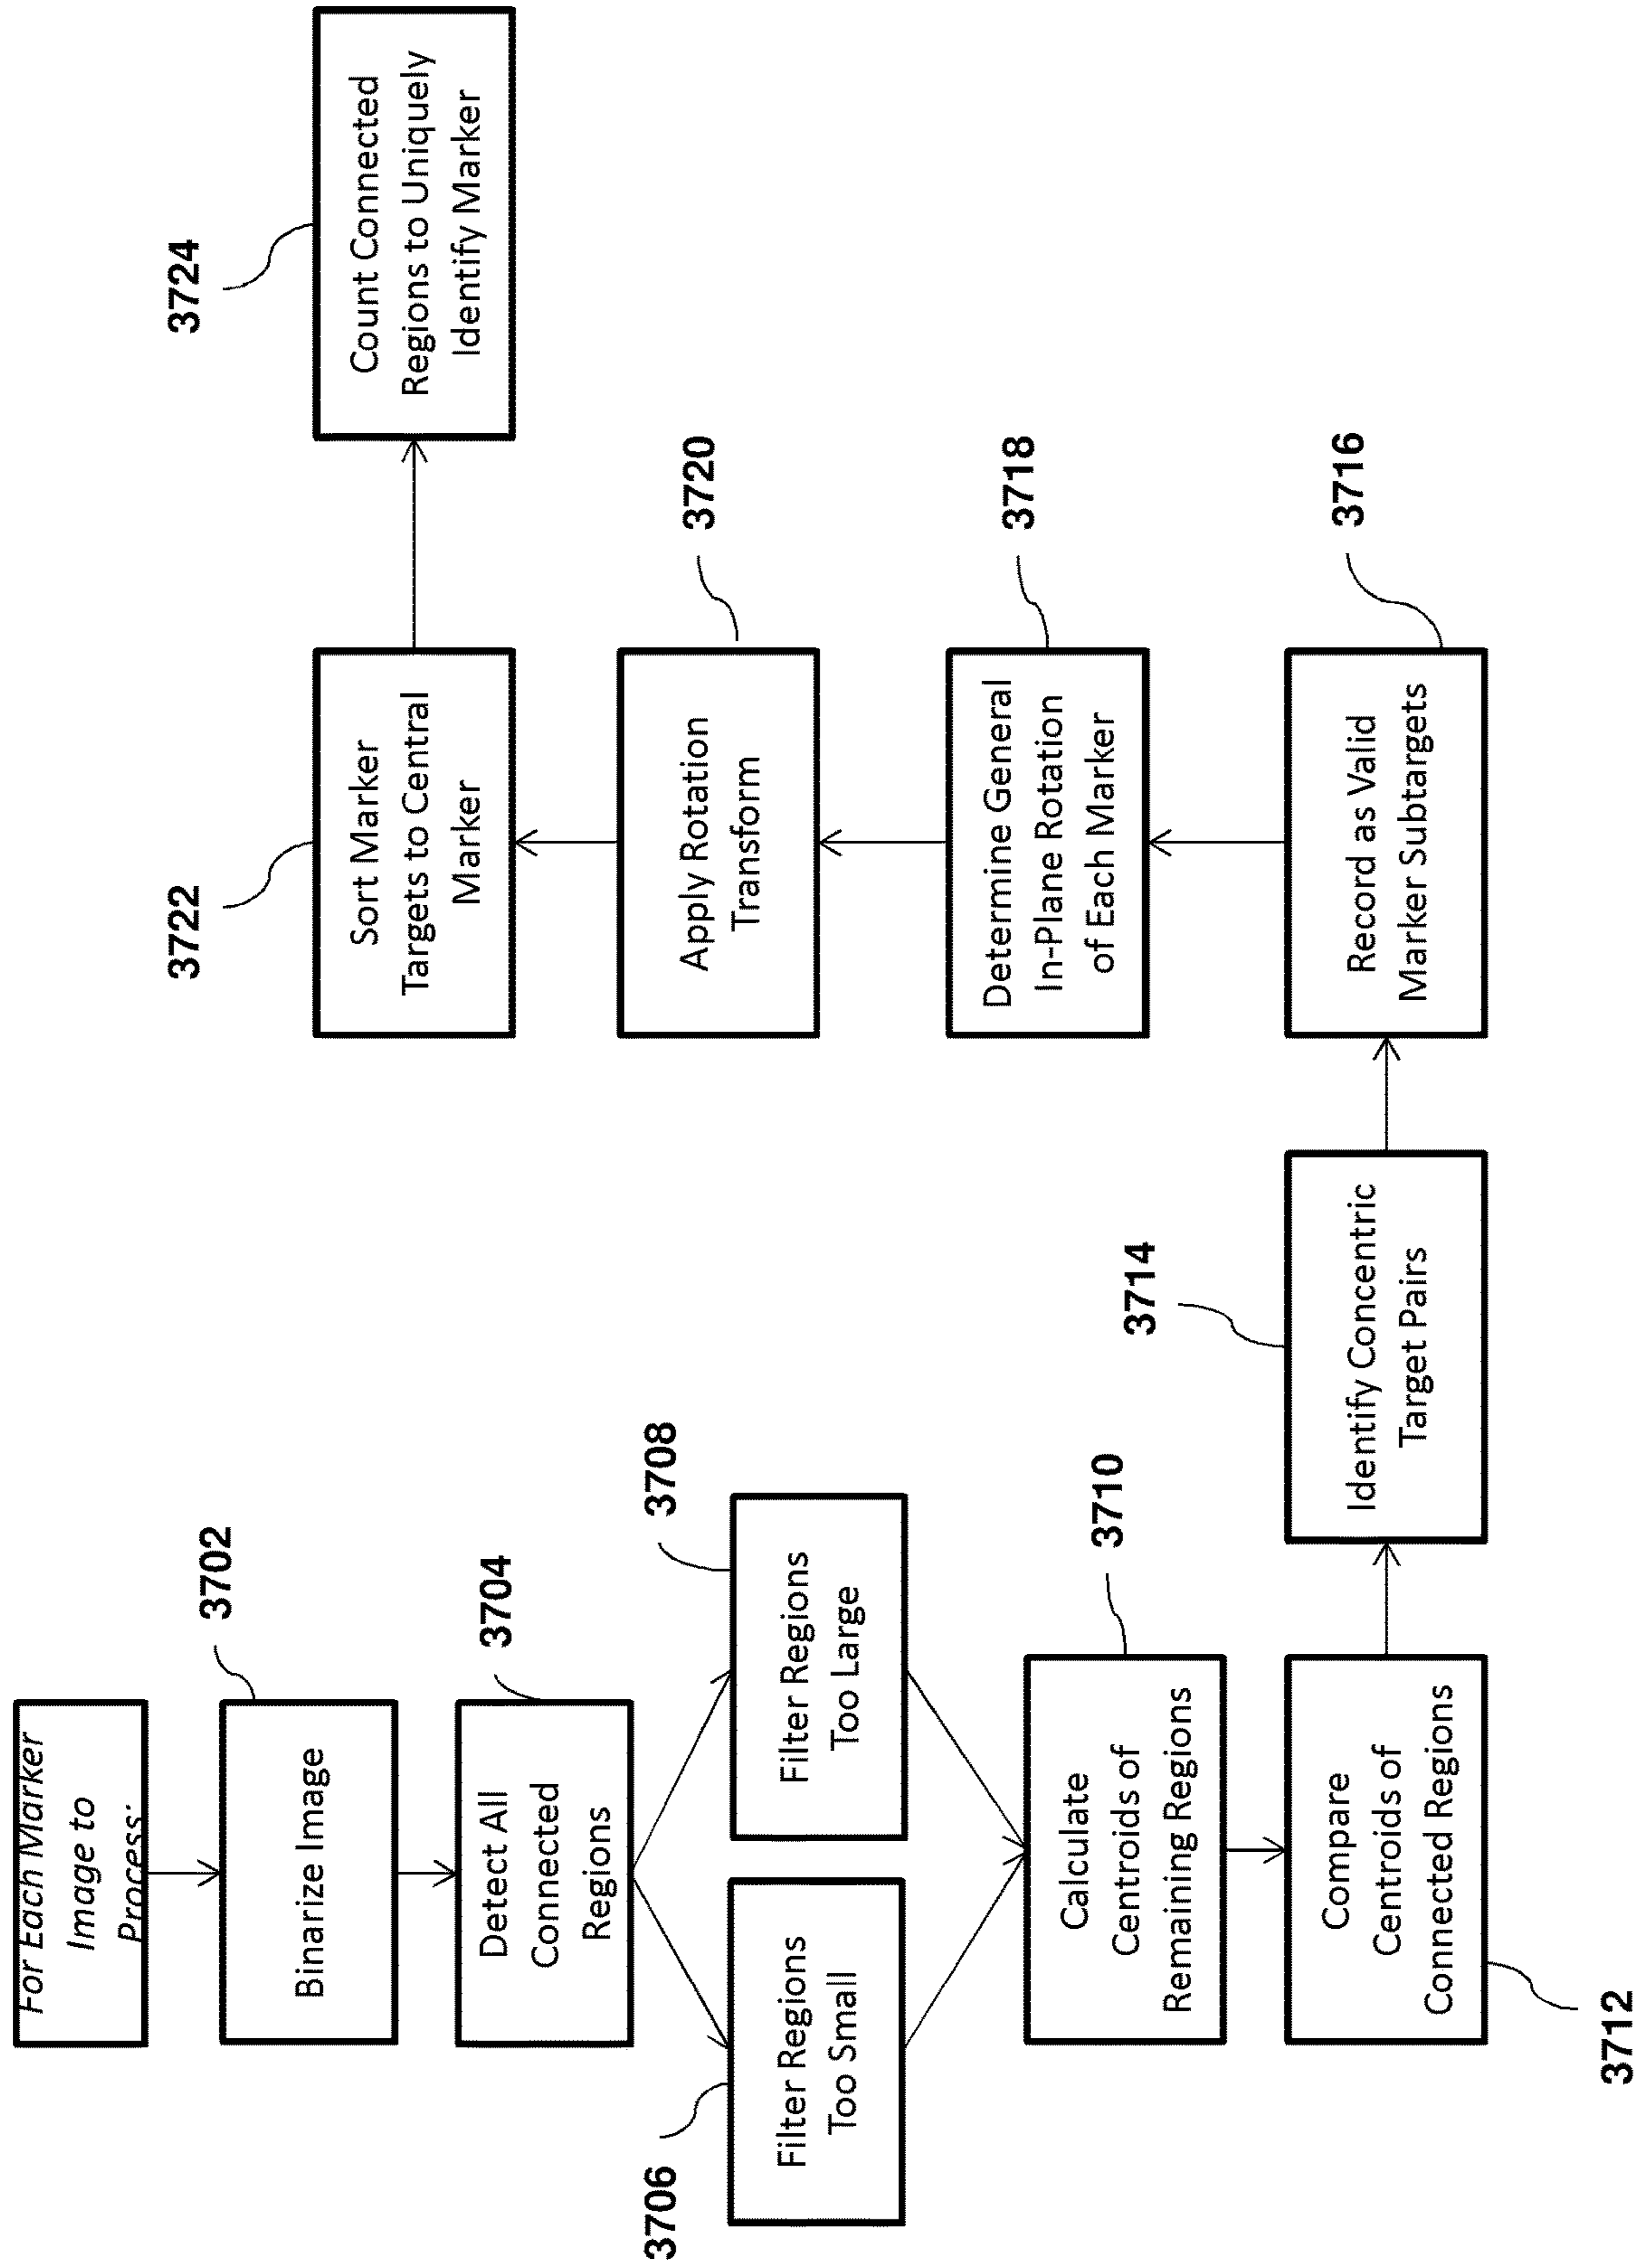 For Each Marker
Image to
Process:
3702
Binarize Image
3704
Detect All
Connected
Regions
3706
Filter Regions
Too Small
3708
Filter Regions
Too Large
3710
Calculate
Centroids of
Remaining Regions
3712
Compare
Centroids of
Connected Regions
3714
Identify Concentric
Target Pairs
3716
Record as Valid
Marker Subtargets
3718
Determine General
In-Plane Rotation
of Each Marker
3720
Apply Rotation
Transform
3722
Sort Marker
Targets to Central
Marker
3724
Count Connected
Regions to Uniquely
Identify Marker